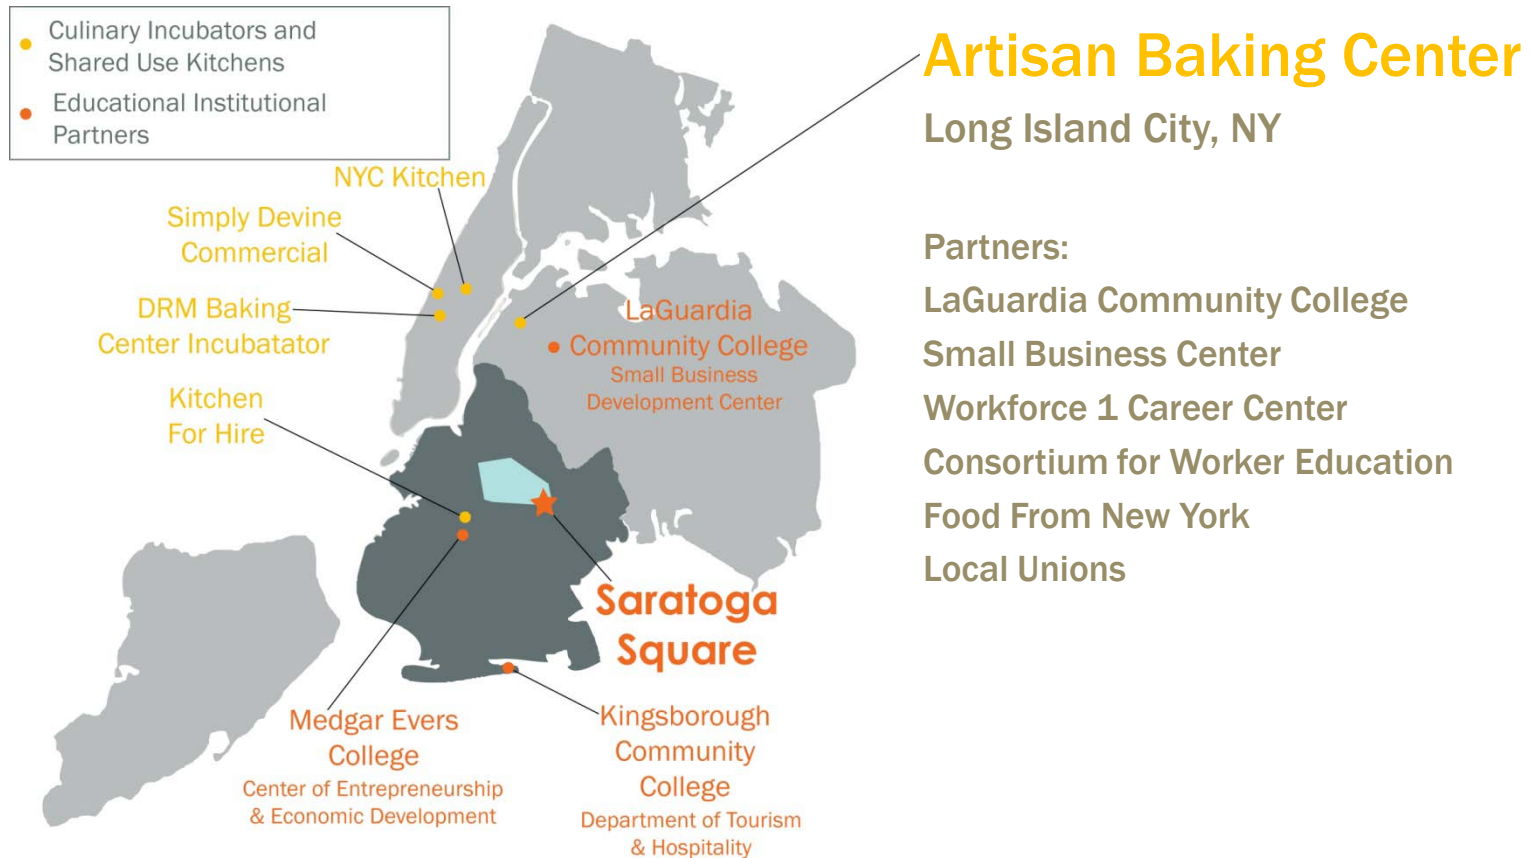 Culinary Incubators and
Shared Use Kitchens
Educational Institutional
Partners
NYC Kitchen
Simply Devine
Commercial
DRM Baking
Center Incubatator
Kitchen
For Hire
LaGuardia
Community College
Small Business
Development Center
Saratoga
Square
Medgar Evers
College
Center of Entrepreneurship
& Economic Development
Kingsborough
Community
College
Department of Tourism
& Hospitality
Artisan Baking Center
Long Island City, NY
Partners:
LaGuardia Community College
Small Business Center
Workforce 1 Career Center
Consortium for Worker Education
Food From New York
Local Unions